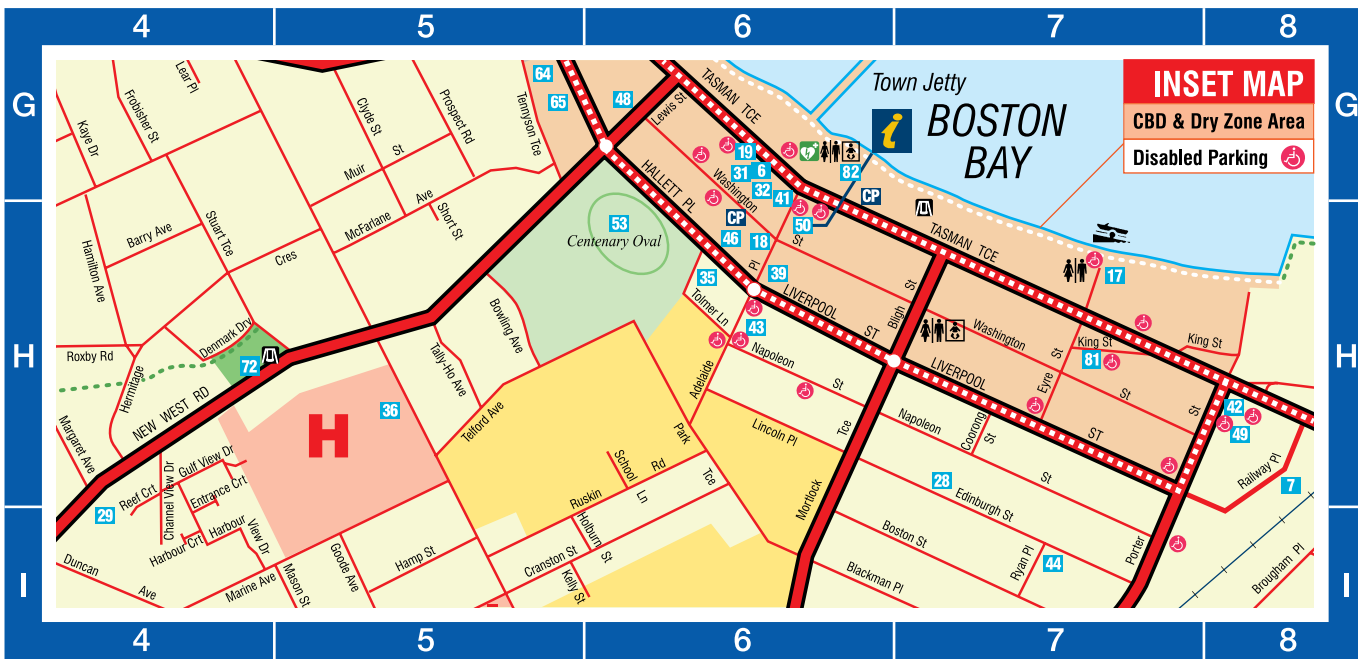 4 5 6 7 8
G
H
I
G
H
I
4 5 6 7 8
INSET MAP
CBD & Dry Zone Area
Disabled Parking
Town Jetty
BOSTON
BAY
i
Lear Pl
Frobisher St
Kaye Dr
Clyde St
Prospect Rd
Tennyson Tce
Muir St
McFarlane Ave
Short St
Barry Ave
Stuart Tce
Hamilton Ave
Cres
Denmark Drv
Roxby Rd
Hermitage
NEW WEST RD
Margaret Ave
Reef Crt
Channel View Dr
Gulf View Dr
Entrance Crt
Harbour Crt
Harbour View Dr
Duncan Ave
Marine Ave
Mason St
Goode Ave
Hamp St
H
Tally-Ho Ave
Bowling Ave
Telford Ave
Centenary Oval
Ruskin Rd
School Ln
Holburn St
Cranston St
Kelly St
Park Tce
Lewis St
TASMAN TCE
HALLETT PL
Washington St
CP
CP
Pl
Tolmer Ln
Adelaide
LIVERPOOL ST
Bligh St
Napoleon St
Lincoln Pl
Mortlock Tce
TASMAN TCE
Washington St
King St
King St
Eyre St
LIVERPOOL ST
Napoleon St
Coorong St
Edinburgh St
Boston St
Ryan Pl
Blackman Pl
Porter St
Railway Pl
Brougham Pl
64
65
48
19
31
6
32
41
82
50
18
46
53
35
39
43
17
81
42
49
7
28
44
36
72
29